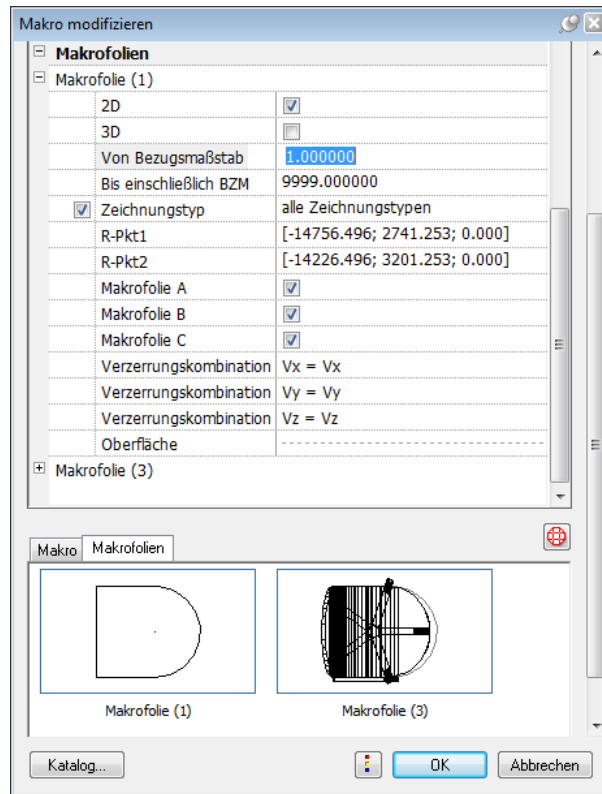 Makro modifizieren
Makrofolien
Makrofolie (1)
2D
3D
Von Bezugsmaßstab 1.000000
Bis einschließlich BZM 9999.000000
Zeichnungstyp alle Zeichnungstypen
R-Pkt1 [-14756.496; 2741.253; 0.000]
R-Pkt2 [-14226.496; 3201.253; 0.000]
Makrofolie A
Makrofolie B
Makrofolie C
Verzerrungskombination Vx = Vx
Verzerrungskombination Vy = Vy
Verzerrungskombination Vz = Vz
Oberfläche
Makrofolie (3)
Makro Makrofolien
Makrofolie (1) Makrofolie (3)
Katalog... OK Abbrechen